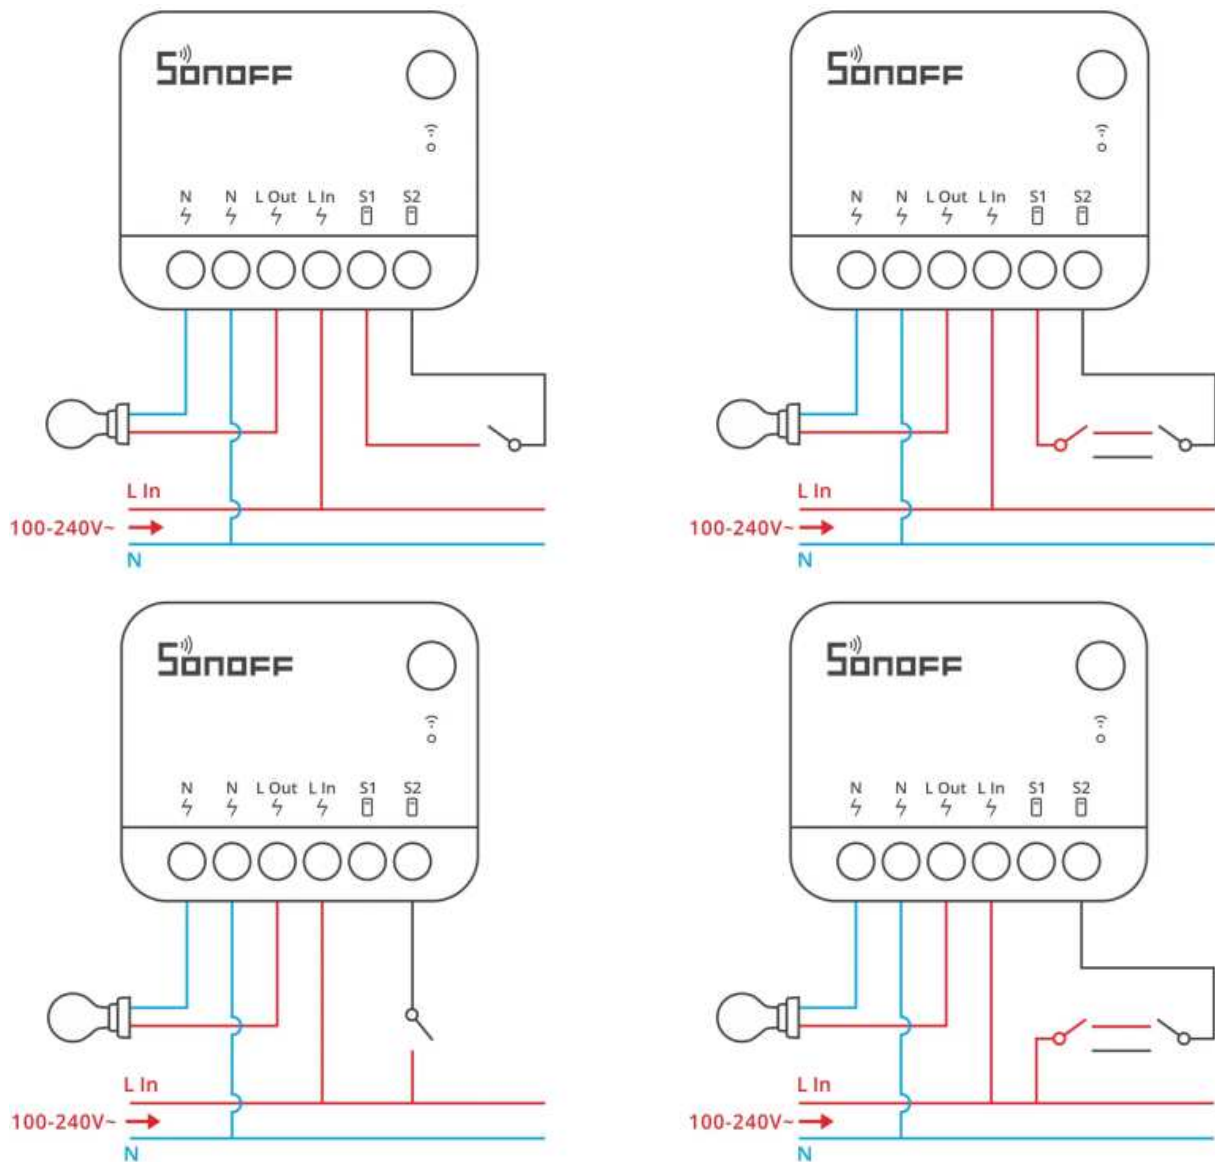 SONOFF SONOFF
N N L Out L In S1 S2 N N L Out L In S1 S2
L In L In
100-240V~ 100-240V~
N N
SONOFF SONOFF
N N L Out L In S1 S2 N N L Out L In S1 S2
L In L In
100-240V~ 100-240V~
N N